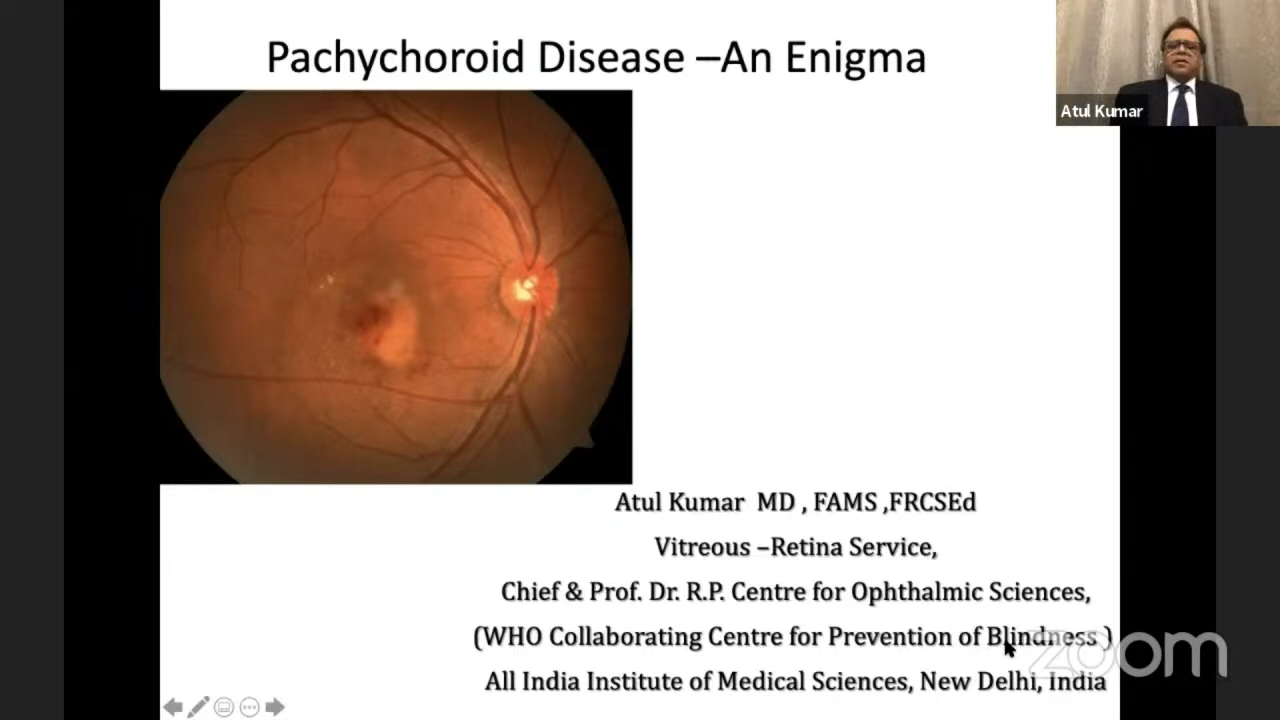 Pachychoroid Disease –An Enigma
Atul Kumar
Atul Kumar MD , FAMS ,FRCSEd
Vitreous –Retina Service,
Chief & Prof. Dr. R.P. Centre for Ophthalmic Sciences,
(WHO Collaborating Centre for Prevention of Blindness )
zoom
All India Institute of Medical Sciences, New Delhi, India